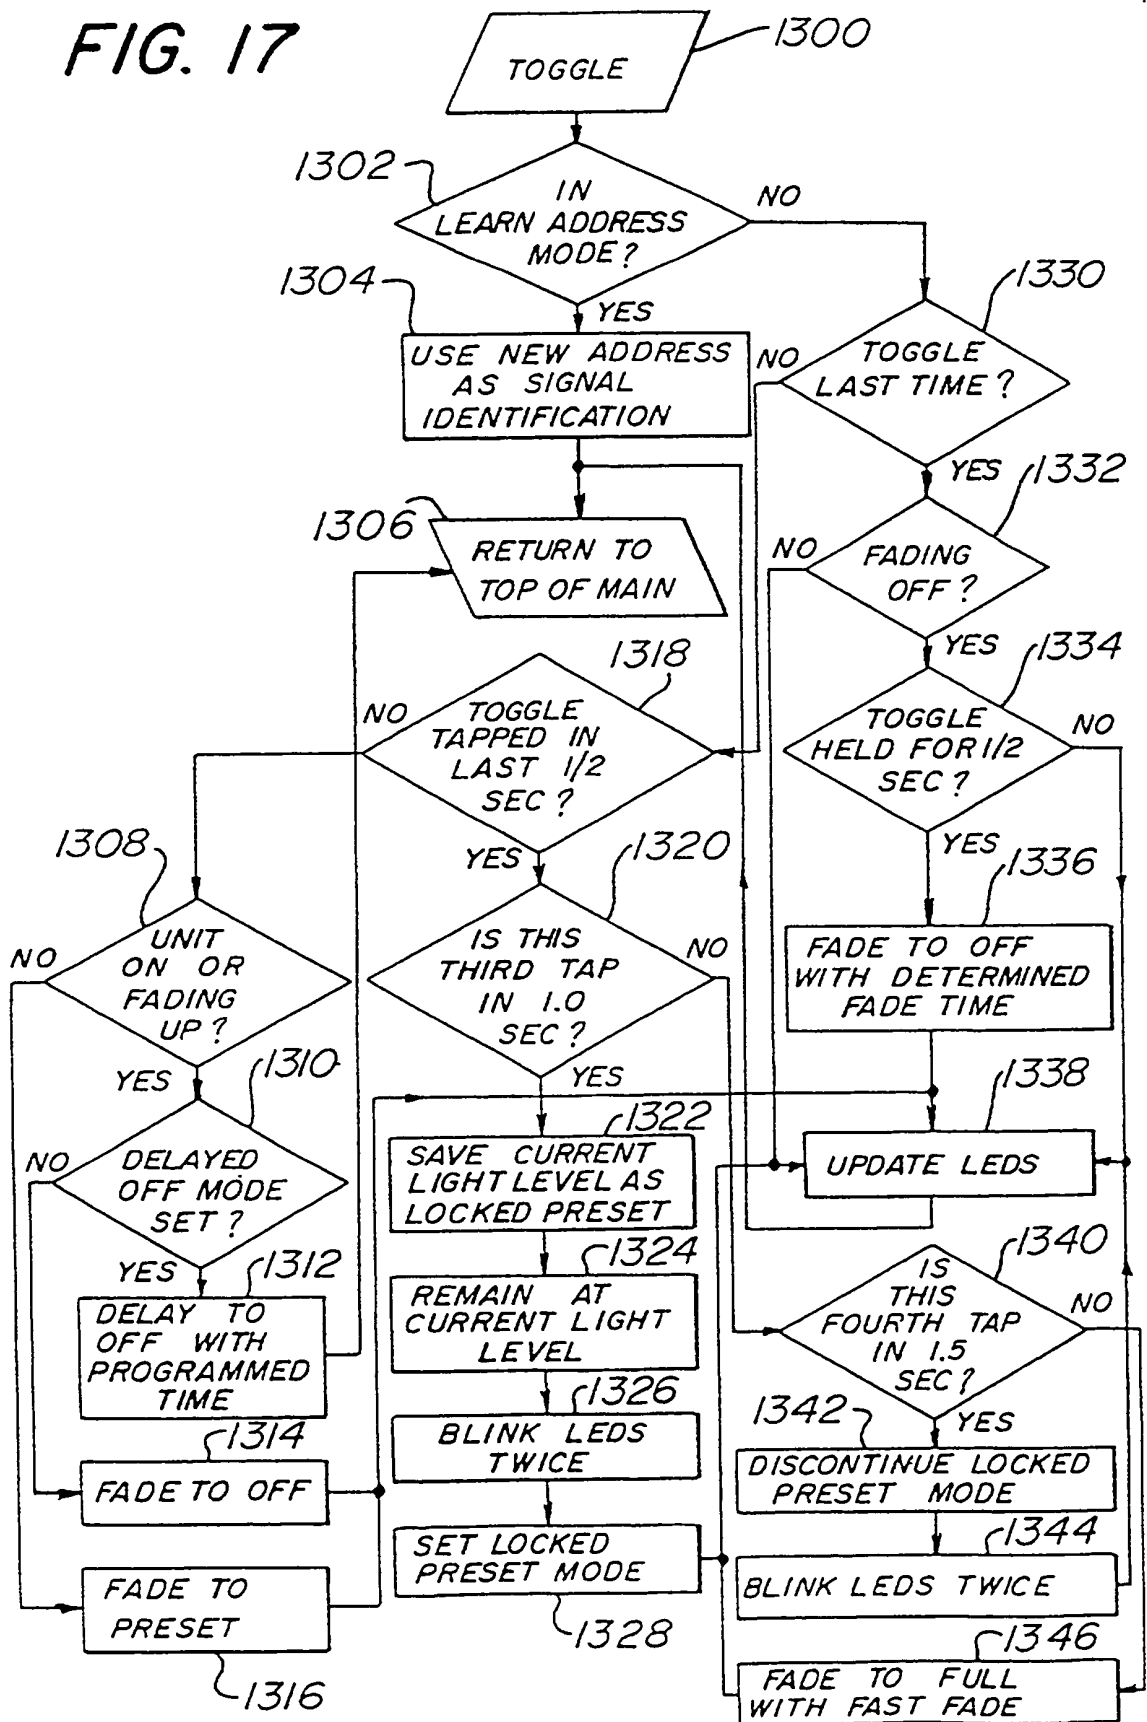 FIG. 17
1300
TOGGLE
1302
IN
LEARN ADDRESS
MODE?
NO
YES
1304
USE NEW ADDRESS
AS SIGNAL
IDENTIFICATION
1306
RETURN TO
TOP OF MAIN
1330
TOGGLE
LAST TIME?
NO
YES
1332
FADING
OFF?
NO
YES
1334
TOGGLE
HELD FOR 1/2
SEC?
NO
YES
1336
FADE TO OFF
WITH DETERMINED
FADE TIME
1338
UPDATE LEDS
1318
TOGGLE
TAPPED IN
LAST 1/2
SEC?
NO
YES
1308
UNIT
ON OR
FADING
UP?
NO
YES
1310
DELAYED
OFF MODE
SET?
NO
YES
1312
DELAY TO
OFF WITH
PROGRAMMED
TIME
1314
FADE TO OFF
FADE TO
PRESET
1316
1320
IS THIS
THIRD TAP
IN 1.0
SEC?
NO
YES
1322
SAVE CURRENT
LIGHT LEVEL AS
LOCKED PRESET
1324
REMAIN AT
CURRENT LIGHT
LEVEL
1326
BLINK LEDS
TWICE
SET LOCKED
PRESET MODE
1328
1340
IS
THIS
FOURTH TAP
IN 1.5
SEC?
NO
YES
1342
DISCONTINUE LOCKED
PRESET MODE
1344
BLINK LEDS TWICE
1346
FADE TO FULL
WITH FAST FADE